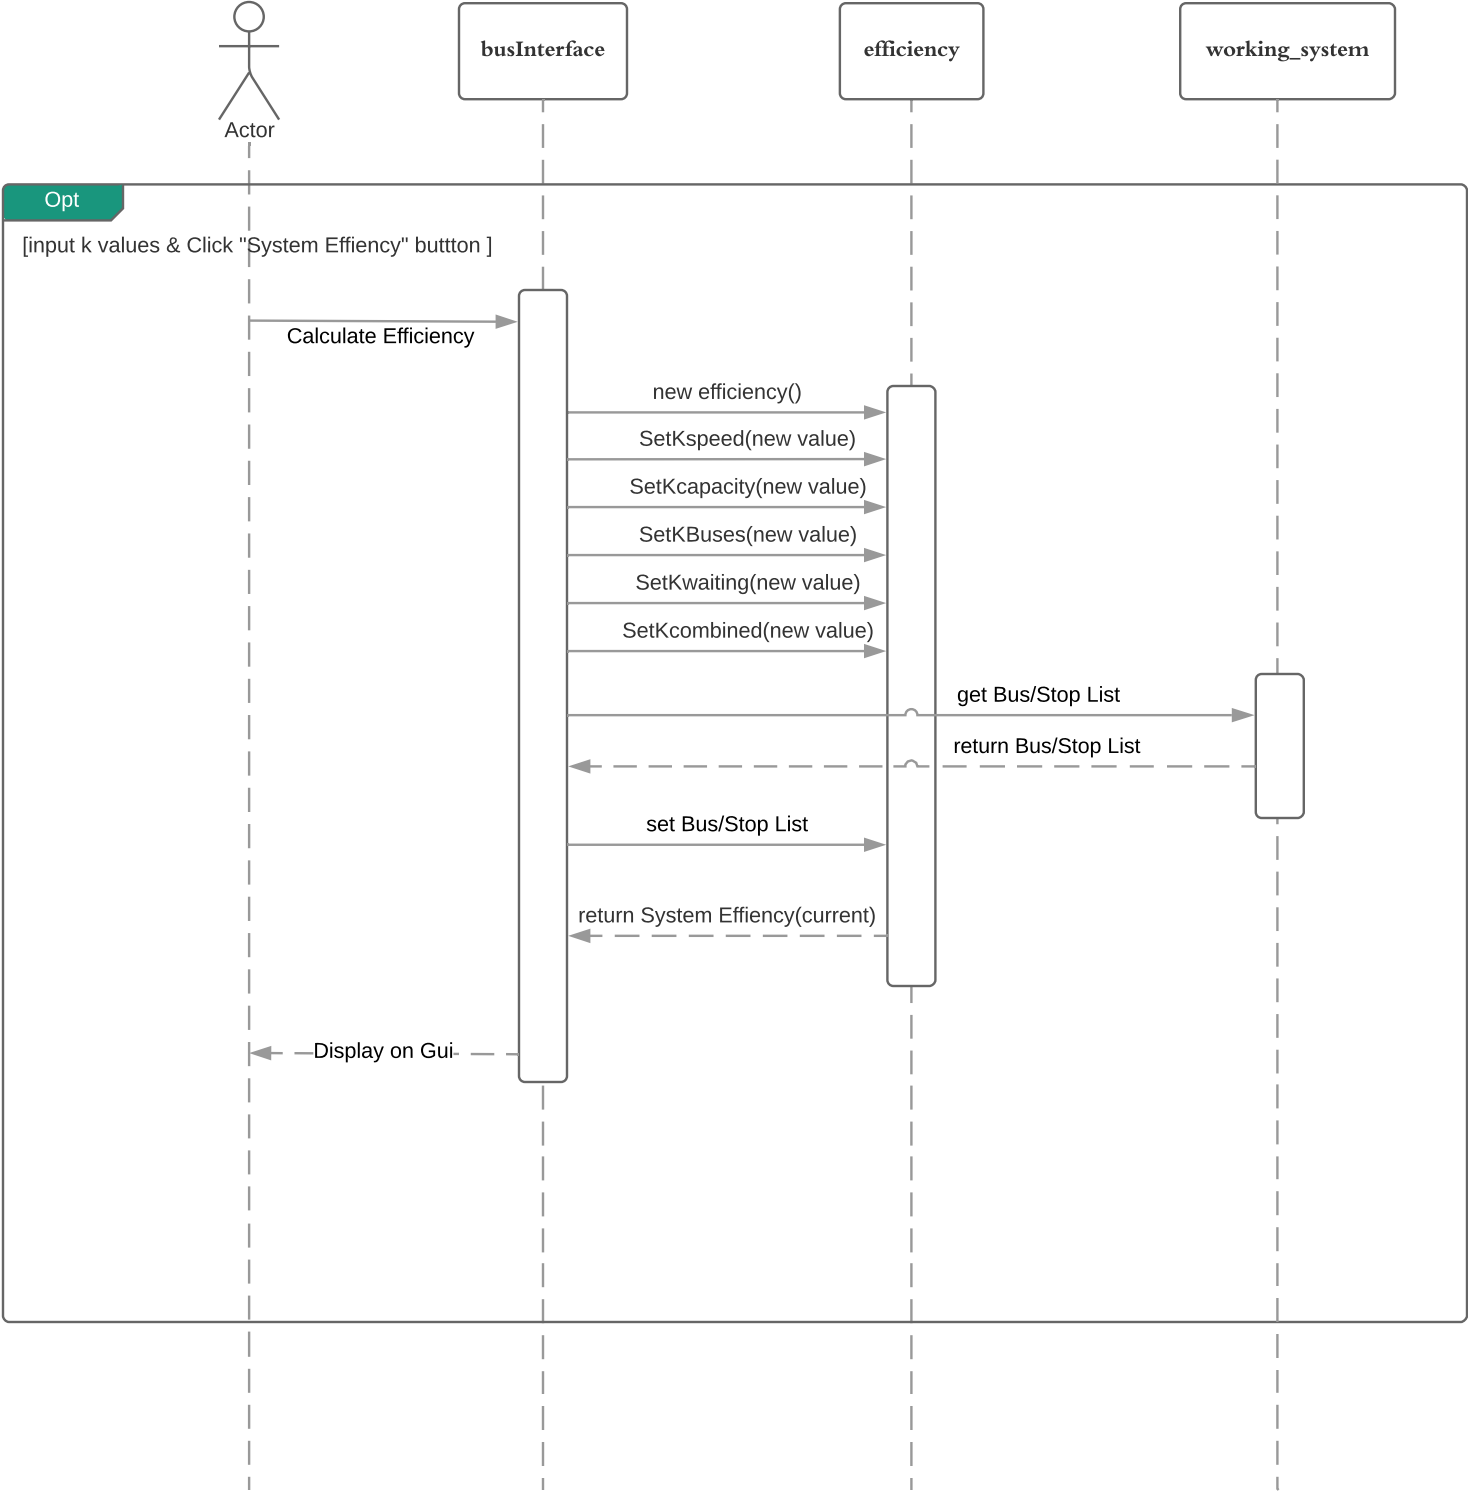 busInterface
efficiency
working_system
Actor
Opt
[input k values & Click "System Effiency" buttton ]
Calculate Efficiency
new efficiency()
SetKspeed(new value)
SetKcapacity(new value)
SetKBuses(new value)
SetKwaiting(new value)
SetKcombined(new value)
get Bus/Stop List
return Bus/Stop List
set Bus/Stop List
return System Effiency(current)
Display on Gui